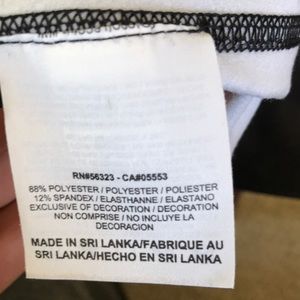 RN#56323 - CA#05553
88% POLYESTER / POLYESTER / POLIESTER
12% SPANDEX / ELASTHANNE / ELASTANO
EXCLUSIVE OF DECORATION / DECORATION
NON COMPRISE / NO INCLUYE LA
DECORACION
MADE IN SRI LANKA/FABRIQUE AU
SRI LANKA/HECHO EN SRI LANKA